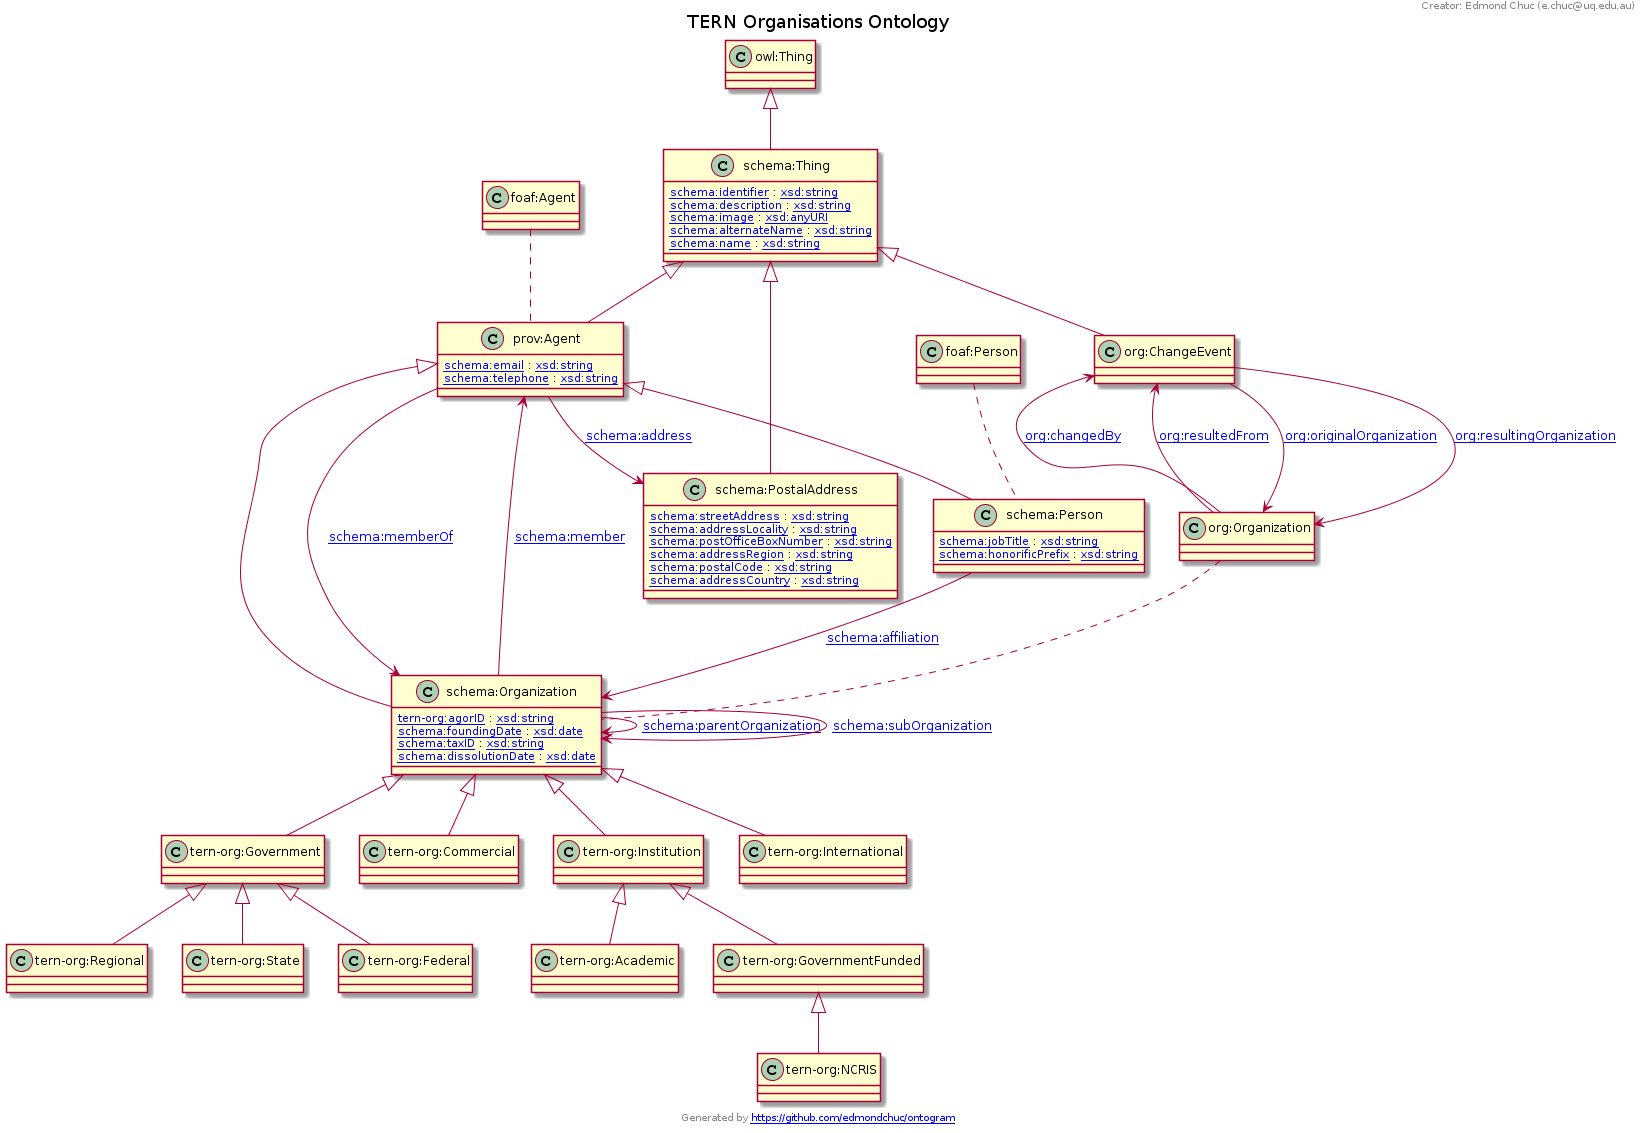 Creator: Edmond Chuc (e.chuc@uq.edu.au)
TERN Organisations Ontology
C owl:Thing
C schema:Thing
schema:identifier : xsd:string
schema:description : xsd:string
schema:image : xsd:anyURI
schema:alternateName : xsd:string
schema:name : xsd:string
C foaf:Agent
C prov:Agent
schema:email : xsd:string
schema:telephone : xsd:string
C foaf:Person
C org:ChangeEvent
schema:address
org:changedBy
org:resultedFrom
org:originalOrganization
org:resultingOrganization
C schema:PostalAddress
schema:streetAddress : xsd:string
schema:addressLocality : xsd:string
schema:postOfficeBoxNumber : xsd:string
schema:addressRegion : xsd:string
schema:postalCode : xsd:string
schema:addressCountry : xsd:string
C schema:Person
schema:jobTitle : xsd:string
schema:honorificPrefix : xsd:string
C org:Organization
schema:memberOf
schema:member
schema:affiliation
C schema:Organization
tern-org:agorID : xsd:string
schema:foundingDate : xsd:date
schema:taxID : xsd:string
schema:dissolutionDate : xsd:date
schema:parentOrganization
schema:subOrganization
C tern-org:Government
C tern-org:Commercial
C tern-org:Institution
C tern-org:International
C tern-org:Regional
C tern-org:State
C tern-org:Federal
C tern-org:Academic
C tern-org:GovernmentFunded
C tern-org:NCRIS
Generated by https://github.com/edmondchuc/ontogram